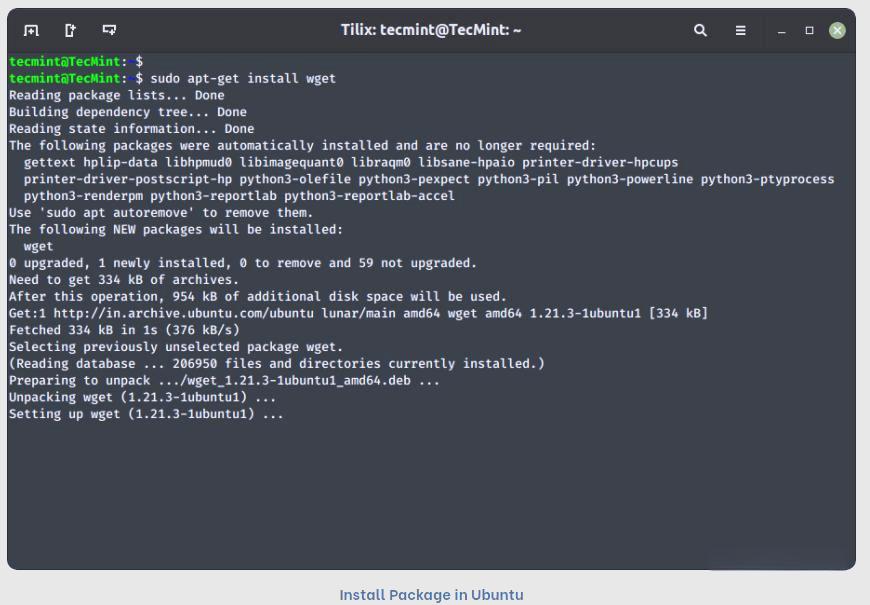 Tilix: tecmint@TecMint: ~
tecmint@TecMint:~$
tecmint@TecMint:~$ sudo apt-get install wget
Reading package lists... Done
Building dependency tree... Done
Reading state information... Done
The following packages were automatically installed and are no longer required:
  gettext hplip-data libhpmud0 libimagequant0 libraqm0 libsane-hpaio printer-driver-hpcups
  printer-driver-postscript-hp python3-olefile python3-pexpect python3-pil python3-powerline python3-ptyprocess
  python3-renderpm python3-reportlab python3-reportlab-accel
Use 'sudo apt autoremove' to remove them.
The following NEW packages will be installed:
  wget
0 upgraded, 1 newly installed, 0 to remove and 59 not upgraded.
Need to get 334 kB of archives.
After this operation, 954 kB of additional disk space will be used.
Get:1 http://in.archive.ubuntu.com/ubuntu lunar/main amd64 wget amd64 1.21.3-1ubuntu1 [334 kB]
Fetched 334 kB in 1s (376 kB/s)
Selecting previously unselected package wget.
(Reading database ... 206950 files and directories currently installed.)
Preparing to unpack .../wget_1.21.3-1ubuntu1_amd64.deb ...
Unpacking wget (1.21.3-1ubuntu1) ...
Setting up wget (1.21.3-1ubuntu1) ...
Install Package in Ubuntu